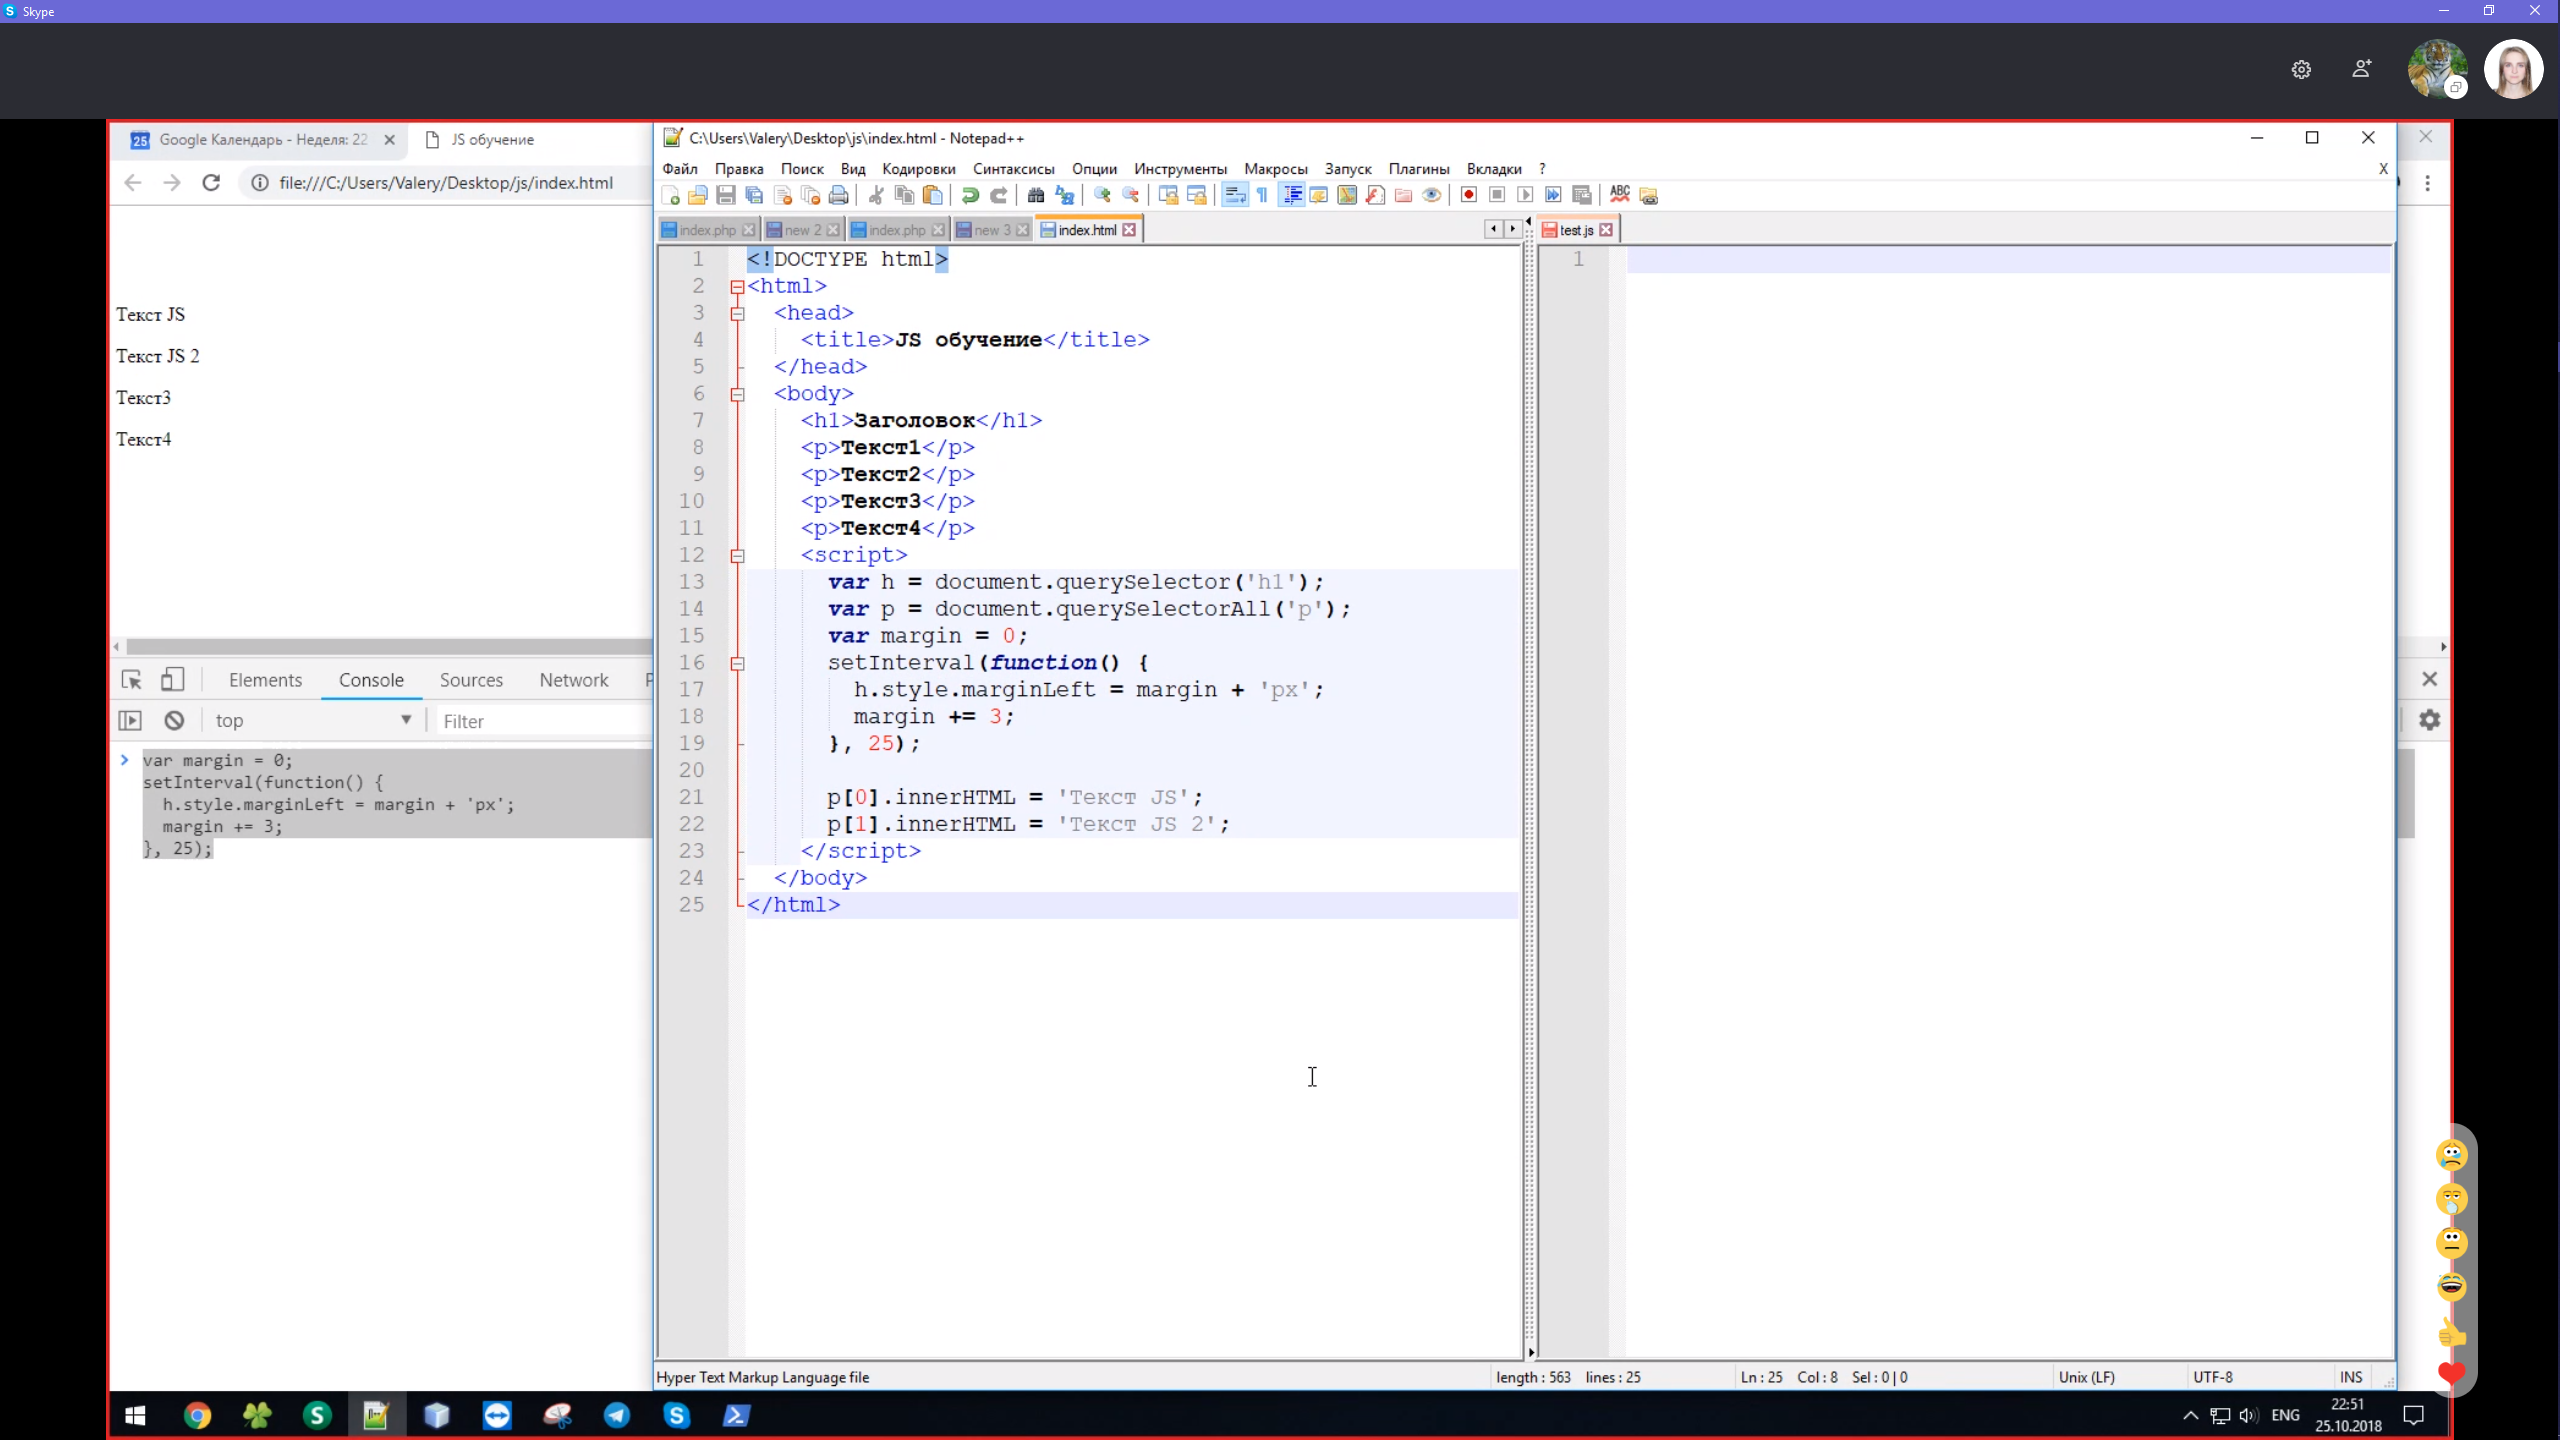 Skype
Google Календарь - Неделя: 22
JS обучение
file:///C:/Users/Valery/Desktop/js/index.html
Текст JS
Текст JS 2
Текст3
Текст4
Elements Console Sources Network
top
Filter
var margin = 0;
setInterval(function() {
h.style.marginLeft = margin + 'px';
margin += 3;
}, 25);
C:\Users\Valery\Desktop\js\index.html - Notepad++
Файл Правка Поиск Вид Кодировки Синтаксисы Опции Инструменты Макросы Запуск Плагины Вкладки ? X
index.php new 2 index.php new 3 index.html test.js
1 <!DOCTYPE html>
2 <html>
3 <head>
4 <title>JS обучение</title>
5 </head>
6 <body>
7 <h1>Заголовок</h1>
8 <p>Текст1</p>
9 <p>Текст2</p>
10 <p>Текст3</p>
11 <p>Текст4</p>
12 <script>
13 var h = document.querySelector('h1');
14 var p = document.querySelectorAll('p');
15 var margin = 0;
16 setInterval(function() {
17 h.style.marginLeft = margin + 'px';
18 margin += 3;
19 }, 25);
20
21 p[0].innerHTML = 'Текст JS';
22 p[1].innerHTML = 'Текст JS 2';
23 </script>
24 </body>
25 </html>
1
Hyper Text Markup Language file length : 563 lines : 25 Ln : 25 Col : 8 Sel : 0 | 0 Unix (LF) UTF-8 INS
ENG
22:51
25.10.2018